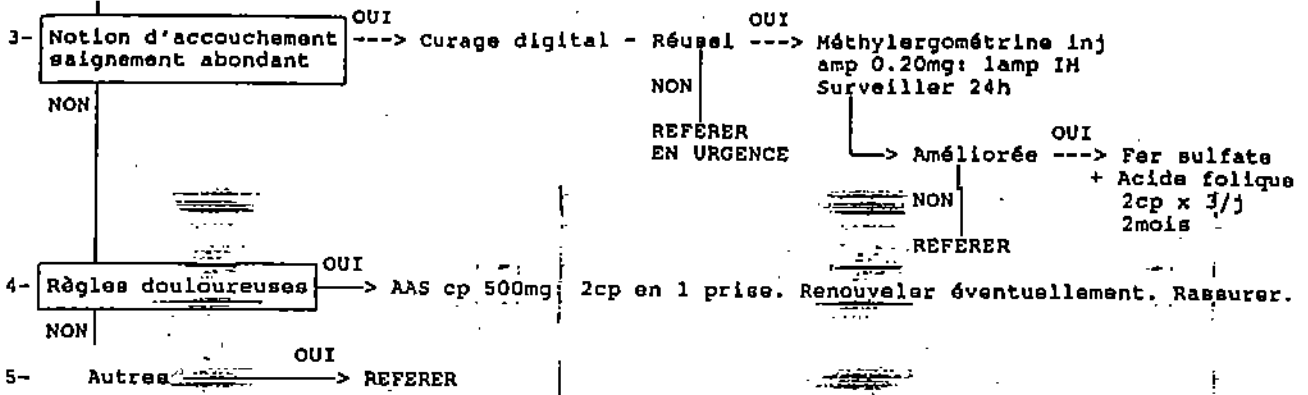 OUI OUI
3- Notion d'accouchement ---> Curage digital - Réussi ---> Méthylergométrine inj
saignement abondant amp 0.20mg: 1amp IM
NON Surveiller 24h
NON
REFERER OUI
EN URGENCE -> Améliorée ---> Fer sulfate
+ Acide folique
NON 2cp x 3/j
2mois
REFERER
OUI
4- Règles douloureuses -> AAS cp 500mg 2cp en 1 prise. Renouveler éventuellement. Rassurer.
NON
OUI
5- Autres -> REFERER